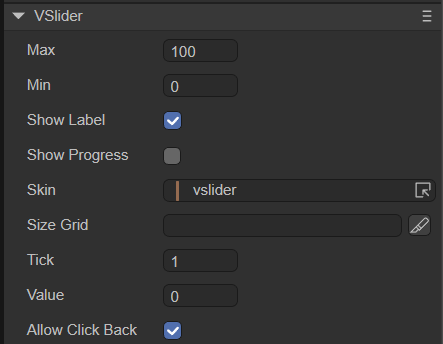 VSlider
Max 100
Min 0
Show Label
Show Progress
Skin vslider
Size Grid
Tick 1
Value 0
Allow Click Back